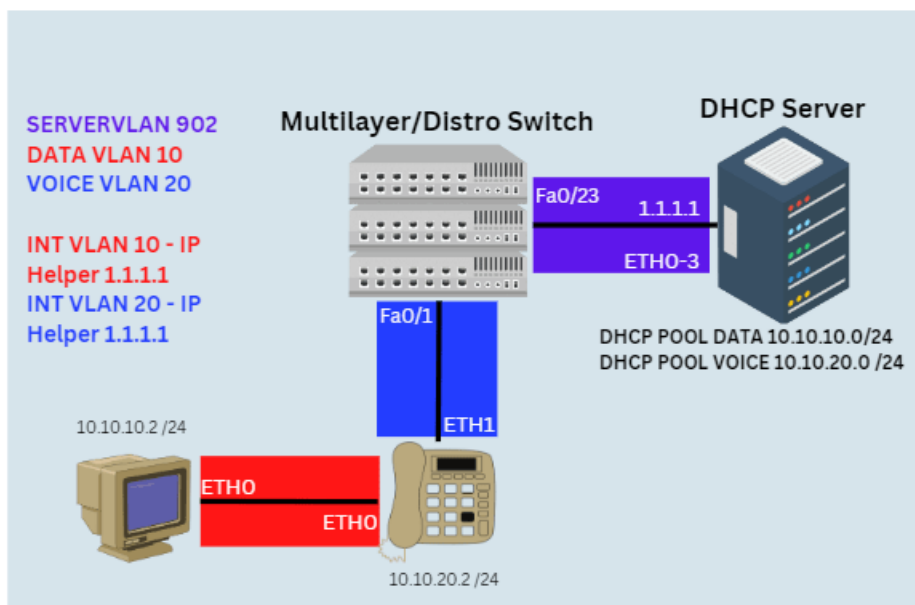 SERVERVLAN 902
DATA VLAN 10
VOICE VLAN 20
INT VLAN 10 - IP
Helper 1.1.1.1
INT VLAN 20 - IP
Helper 1.1.1.1
Multilayer/Distro Switch
DHCP Server
Fa0/23
1.1.1.1
ETH0-3
DHCP POOL DATA 10.10.10.0/24
DHCP POOL VOICE 10.10.20.0 /24
Fa0/1
ETH1
10.10.10.2 /24
ETH0
ETH0
10.10.20.2 /24